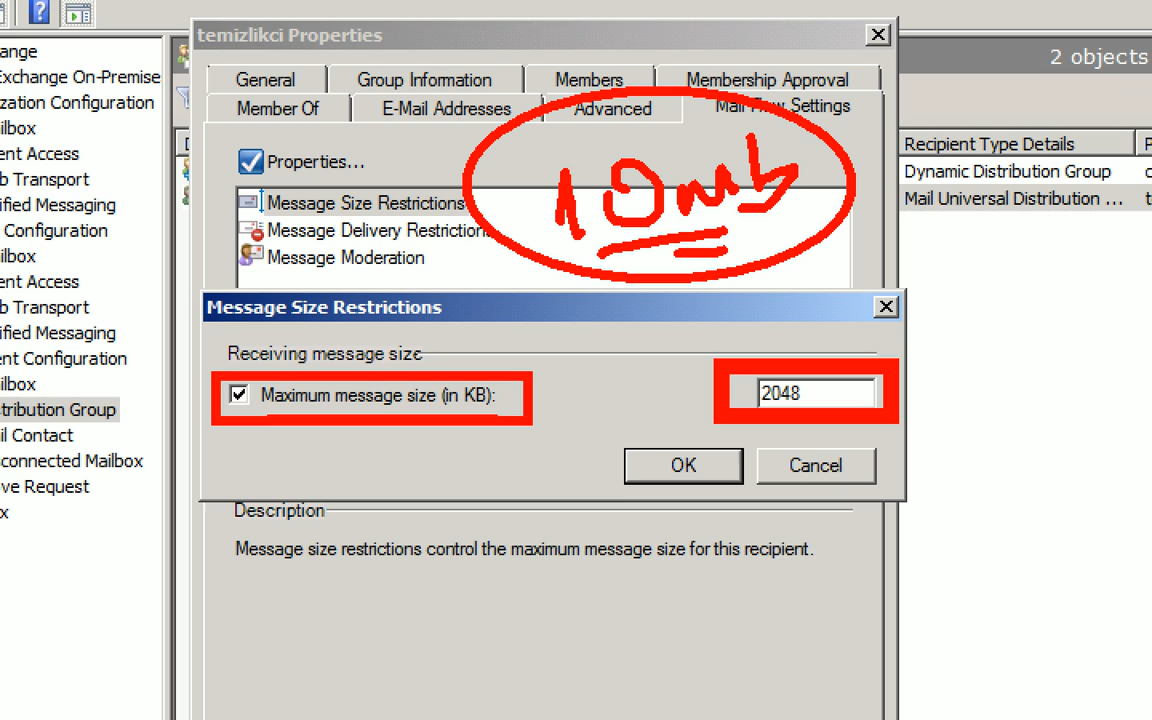 temizlikci Properties
General Group Information Members Membership Approval
Member Of E-Mail Addresses Advanced Mail Flow Settings
Properties...
10mb
Message Size Restrictions
Message Delivery Restrictions
Message Moderation
Message Size Restrictions
Receiving message size
Maximum message size (in KB): 2048
OK Cancel
Description
Message size restrictions control the maximum message size for this recipient.
ange
Exchange On-Premise
ization Configuration
ilbox
ent Access
b Transport
ified Messaging
Configuration
ilbox
ent Access
b Transport
ified Messaging
ent Configuration
ilbox
tribution Group
il Contact
connected Mailbox
ve Request
x
2 objects
Recipient Type Details P
Dynamic Distribution Group c
Mail Universal Distribution ... t